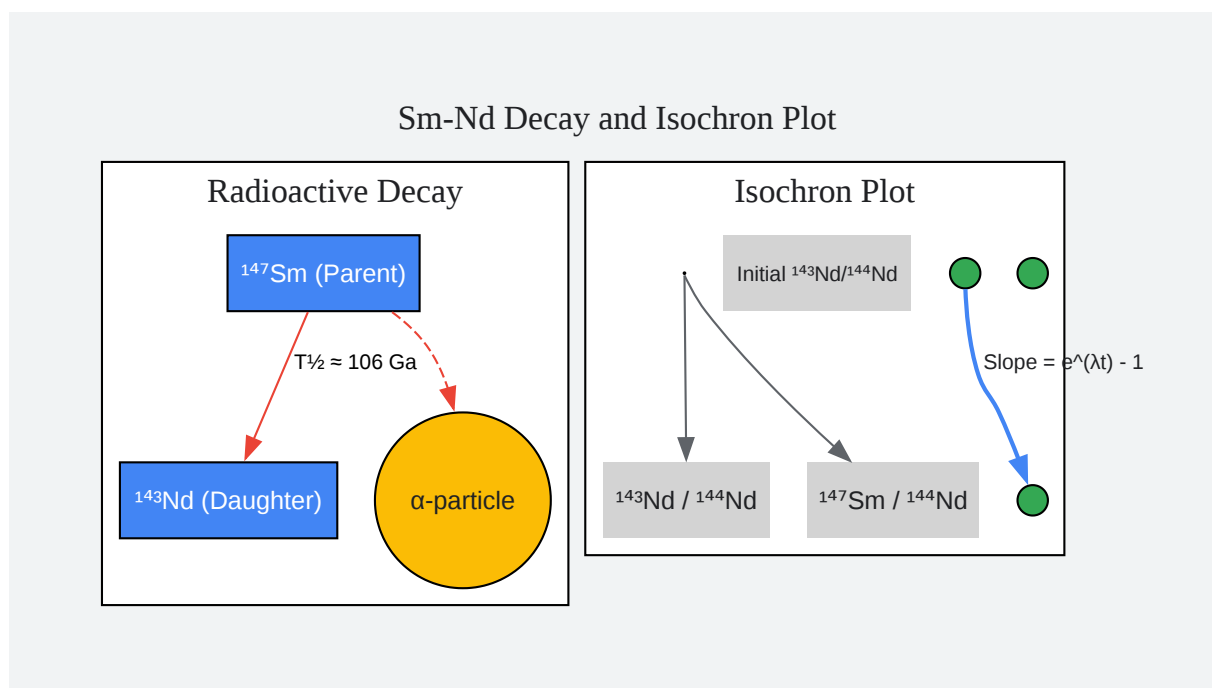 Sm-Nd Decay and Isochron Plot
Radioactive Decay
¹⁴⁷Sm (Parent)
T½ ≈ 106 Ga
¹⁴³Nd (Daughter)
α-particle
Isochron Plot
Initial ¹⁴³Nd/¹⁴⁴Nd
Slope = e^(λt) - 1
¹⁴³Nd / ¹⁴⁴Nd
¹⁴⁷Sm / ¹⁴⁴Nd